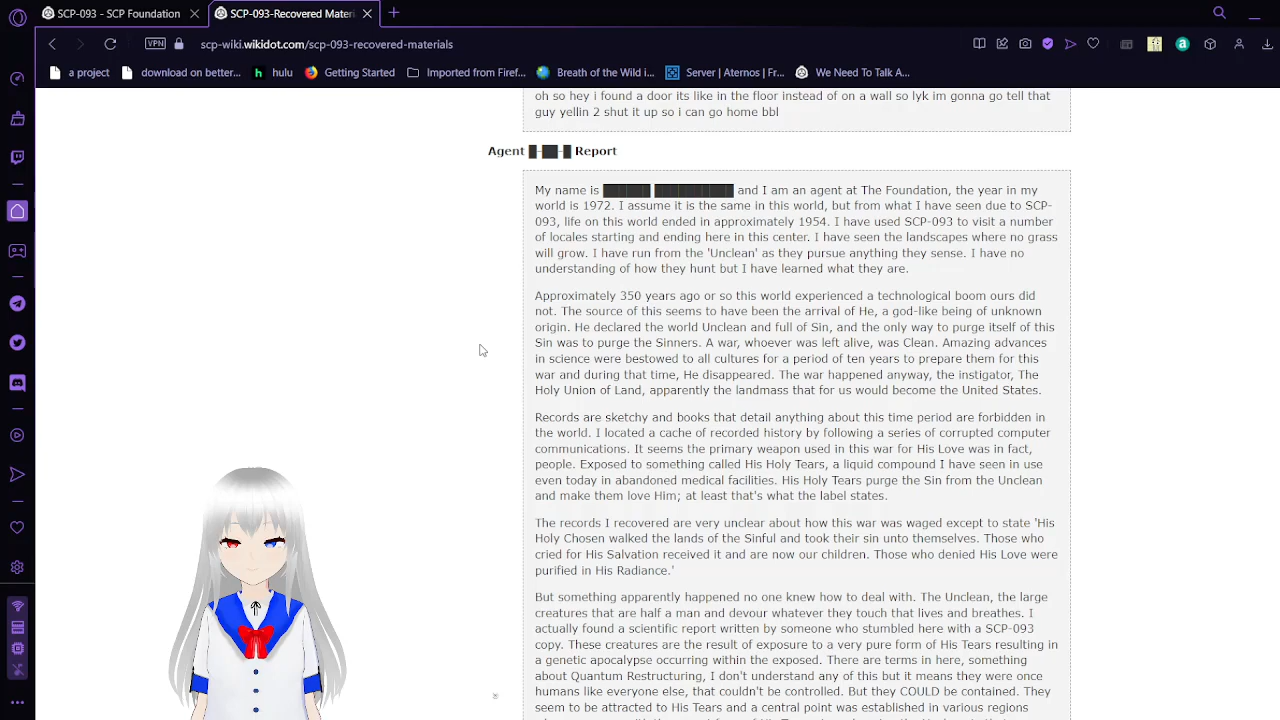 SCP-093 - SCP Foundation
SCP-093-Recovered Materi
VPN
scp-wiki.wikidot.com/scp-093-recovered-materials
a project
download on better...
hulu
Getting Started
Imported from Firef...
Breath of the Wild i...
Server | Aternos | Fr...
We Need To Talk A...
oh so hey i found a door its like in the floor instead of on a wall so lyk im gonna go tell that
guy yellin 2 shut it up so i can go home bbl
Agent █-██-█ Report
My name is ██████ ██████████ and I am an agent at The Foundation, the year in my
world is 1972. I assume it is the same in this world, but from what I have seen due to SCP-
093, life on this world ended in approximately 1954. I have used SCP-093 to visit a number
of locales starting and ending here in this center. I have seen the landscapes where no grass
will grow. I have run from the 'Unclean' as they pursue anything they sense. I have no
understanding of how they hunt but I have learned what they are.
Approximately 350 years ago or so this world experienced a technological boom ours did
not. The source of this seems to have been the arrival of He, a god-like being of unknown
origin. He declared the world Unclean and full of Sin, and the only way to purge itself of this
Sin was to purge the Sinners. A war, whoever was left alive, was Clean. Amazing advances
in science were bestowed to all cultures for a period of ten years to prepare them for this
war and during that time, He disappeared. The war happened anyway, the instigator, The
Holy Union of Land, apparently the landmass that for us would become the United States.
Records are sketchy and books that detail anything about this time period are forbidden in
the world. I located a cache of recorded history by following a series of corrupted computer
communications. It seems the primary weapon used in this war for His Love was in fact,
people. Exposed to something called His Holy Tears, a liquid compound I have seen in use
even today in abandoned medical facilities. His Holy Tears purge the Sin from the Unclean
and make them love Him; at least that's what the label states.
The records I recovered are very unclear about how this war was waged except to state 'His
Holy Chosen walked the lands of the Sinful and took their sin unto themselves. Those who
cried for His Salvation received it and are now our children. Those who denied His Love were
purified in His Radiance.'
But something apparently happened no one knew how to deal with. The Unclean, the large
creatures that are half a man and devour whatever they touch that lives and breathes. I
actually found a scientific report written by someone who stumbled here with a SCP-093
copy. These creatures are the result of exposure to a very pure form of His Tears resulting in
a genetic apocalypse occurring within the exposed. There are terms in here, something
about Quantum Restructuring, I don't understand any of this but it means they were once
humans like everyone else, that couldn't be controlled. But they COULD be contained. They
seem to be attracted to His Tears and a central point was established in various regions